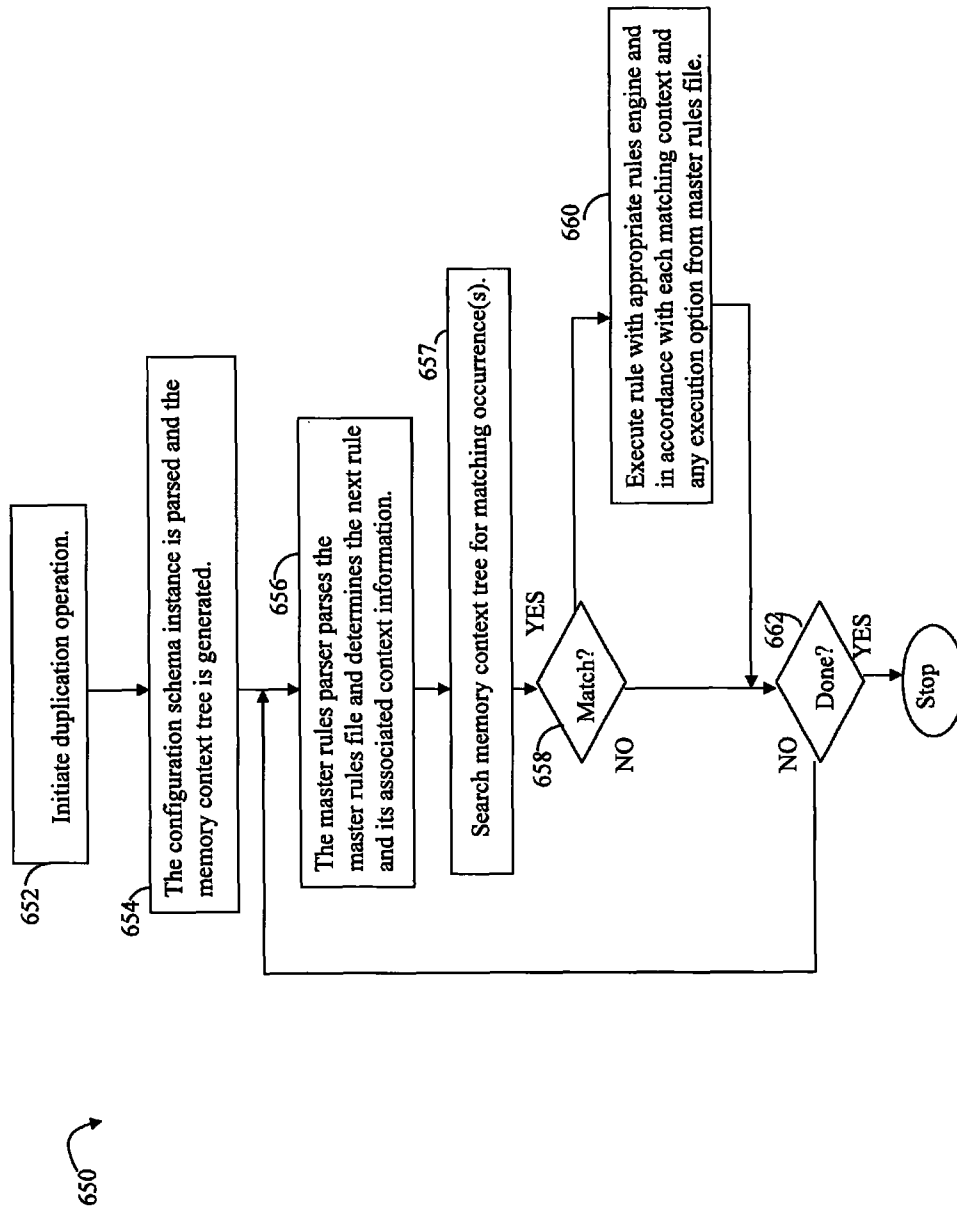 650
652
Initiate duplication operation.
654
The configuration schema instance is parsed and the
memory context tree is generated.
656
The master rules parser parses the
master rules file and determines the next rule
and its associated context information.
657
Search memory context tree for matching occurrence(s).
658
Match?
YES
NO
660
Execute rule with appropriate rules engine and
in accordance with each matching context and
any execution option from master rules file.
662
Done?
NO
YES
Stop